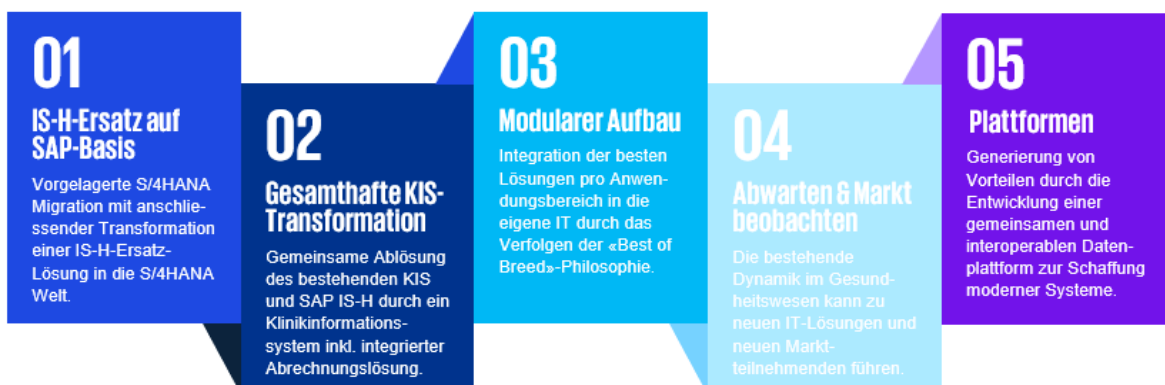 01
IS-H-Ersatz auf
SAP-Basis
Vorgelagerte S/4HANA
Migration mit anschlie-
ssender Transformation
einer IS-H-Ersatz-
Lösung in die S/4HANA
Welt.
02
Gesamthafte KIS-
Transformation
Gemeinsame Ablösung
des bestehenden KIS
und SAP IS-H durch ein
Klinikinformations-
system inkl. integrierter
Abrechnungslösung.
03
Modularer Aufbau
Integration der besten
Lösungen pro Anwen-
dungsbereich in die
eigene IT durch das
Verfolgen der «Best of
Breed»-Philosophie.
04
Abwarten & Markt
beobachten
Die bestehende
Dynamik im Gesund-
heitswesen kann zu
neuen IT-Lösungen und
neuen Markt-
teilnehmenden führen.
05
Plattformen
Generierung von
Vorteilen durch die
Entwicklung einer
gemeinsamen und
interoperablen Daten-
plattform zur Schaffung
moderner Systeme.